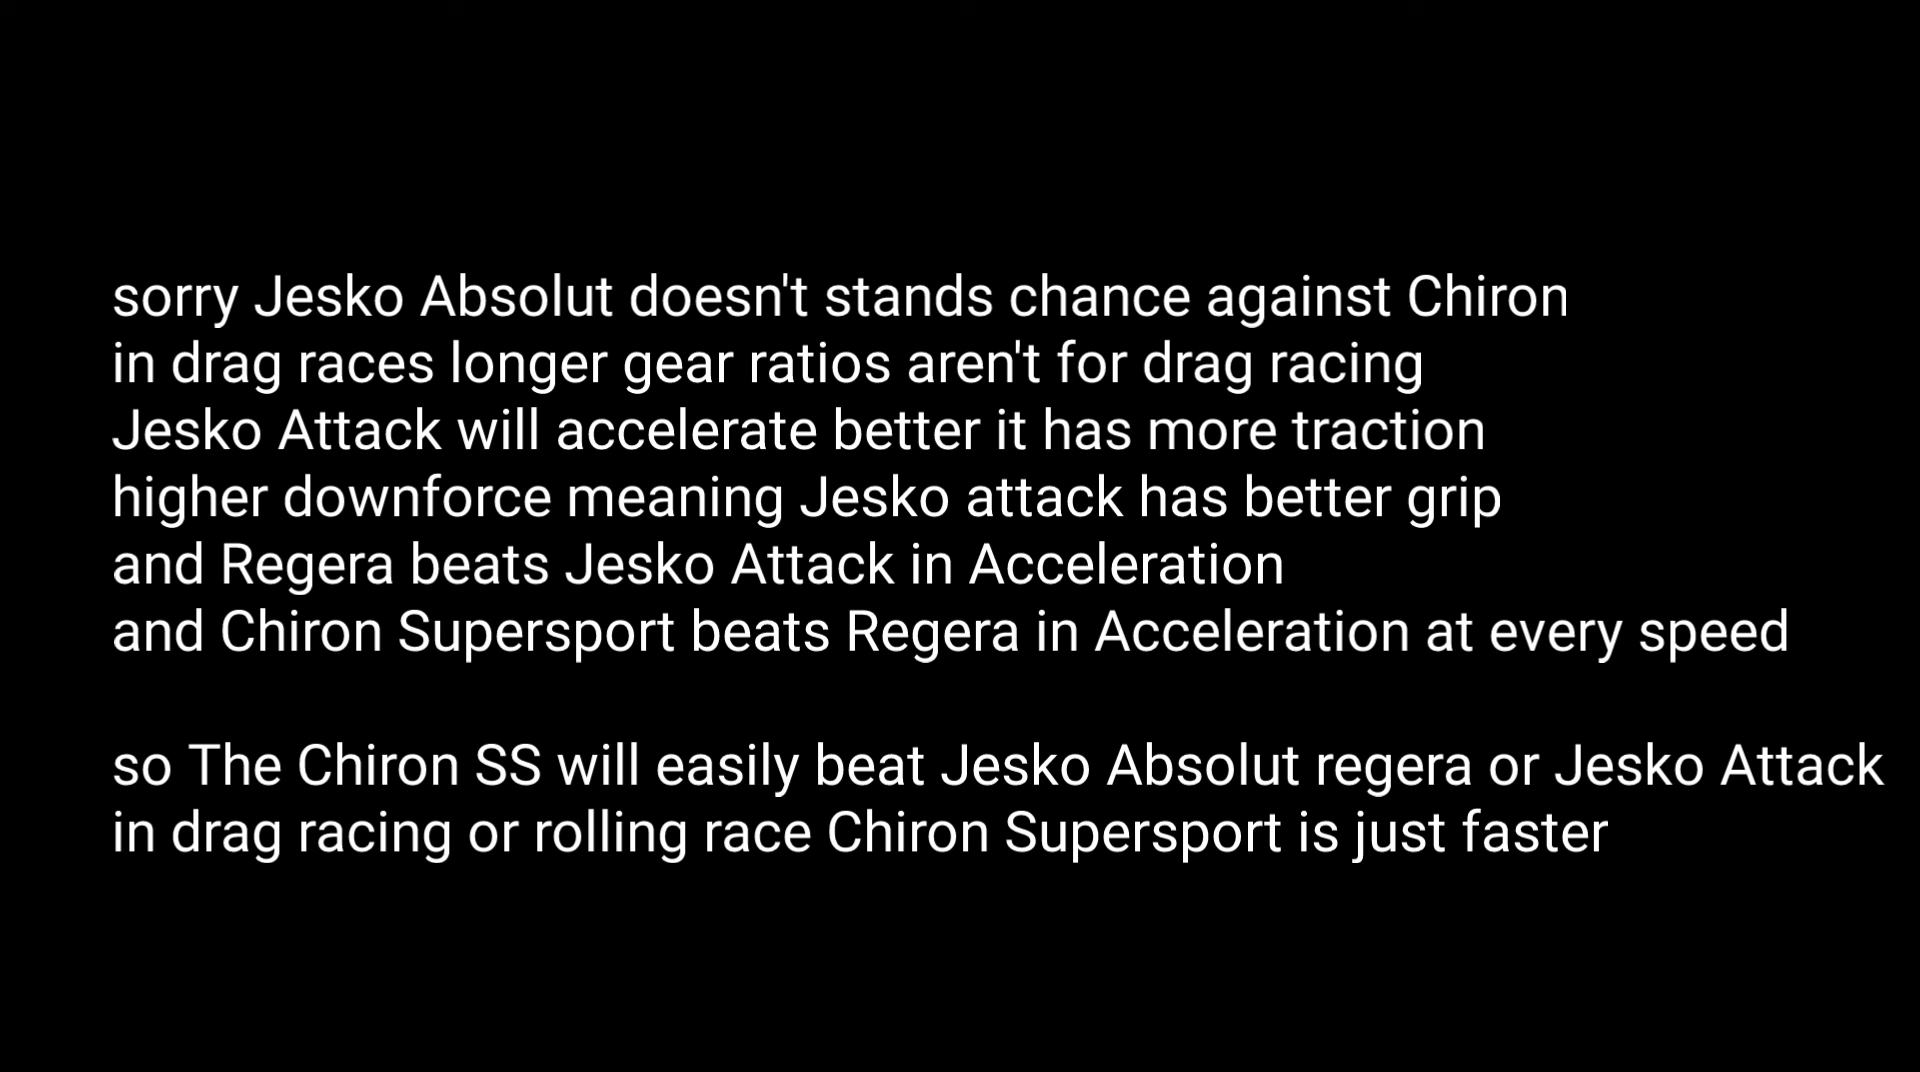 sorry Jesko Absolut doesn't stands chance against Chiron
in drag races longer gear ratios aren't for drag racing
Jesko Attack will accelerate better it has more traction
higher downforce meaning Jesko attack has better grip
and Regera beats Jesko Attack in Acceleration
and Chiron Supersport beats Regera in Acceleration at every speed
so The Chiron SS will easily beat Jesko Absolut regera or Jesko Attack
in drag racing or rolling race Chiron Supersport is just faster